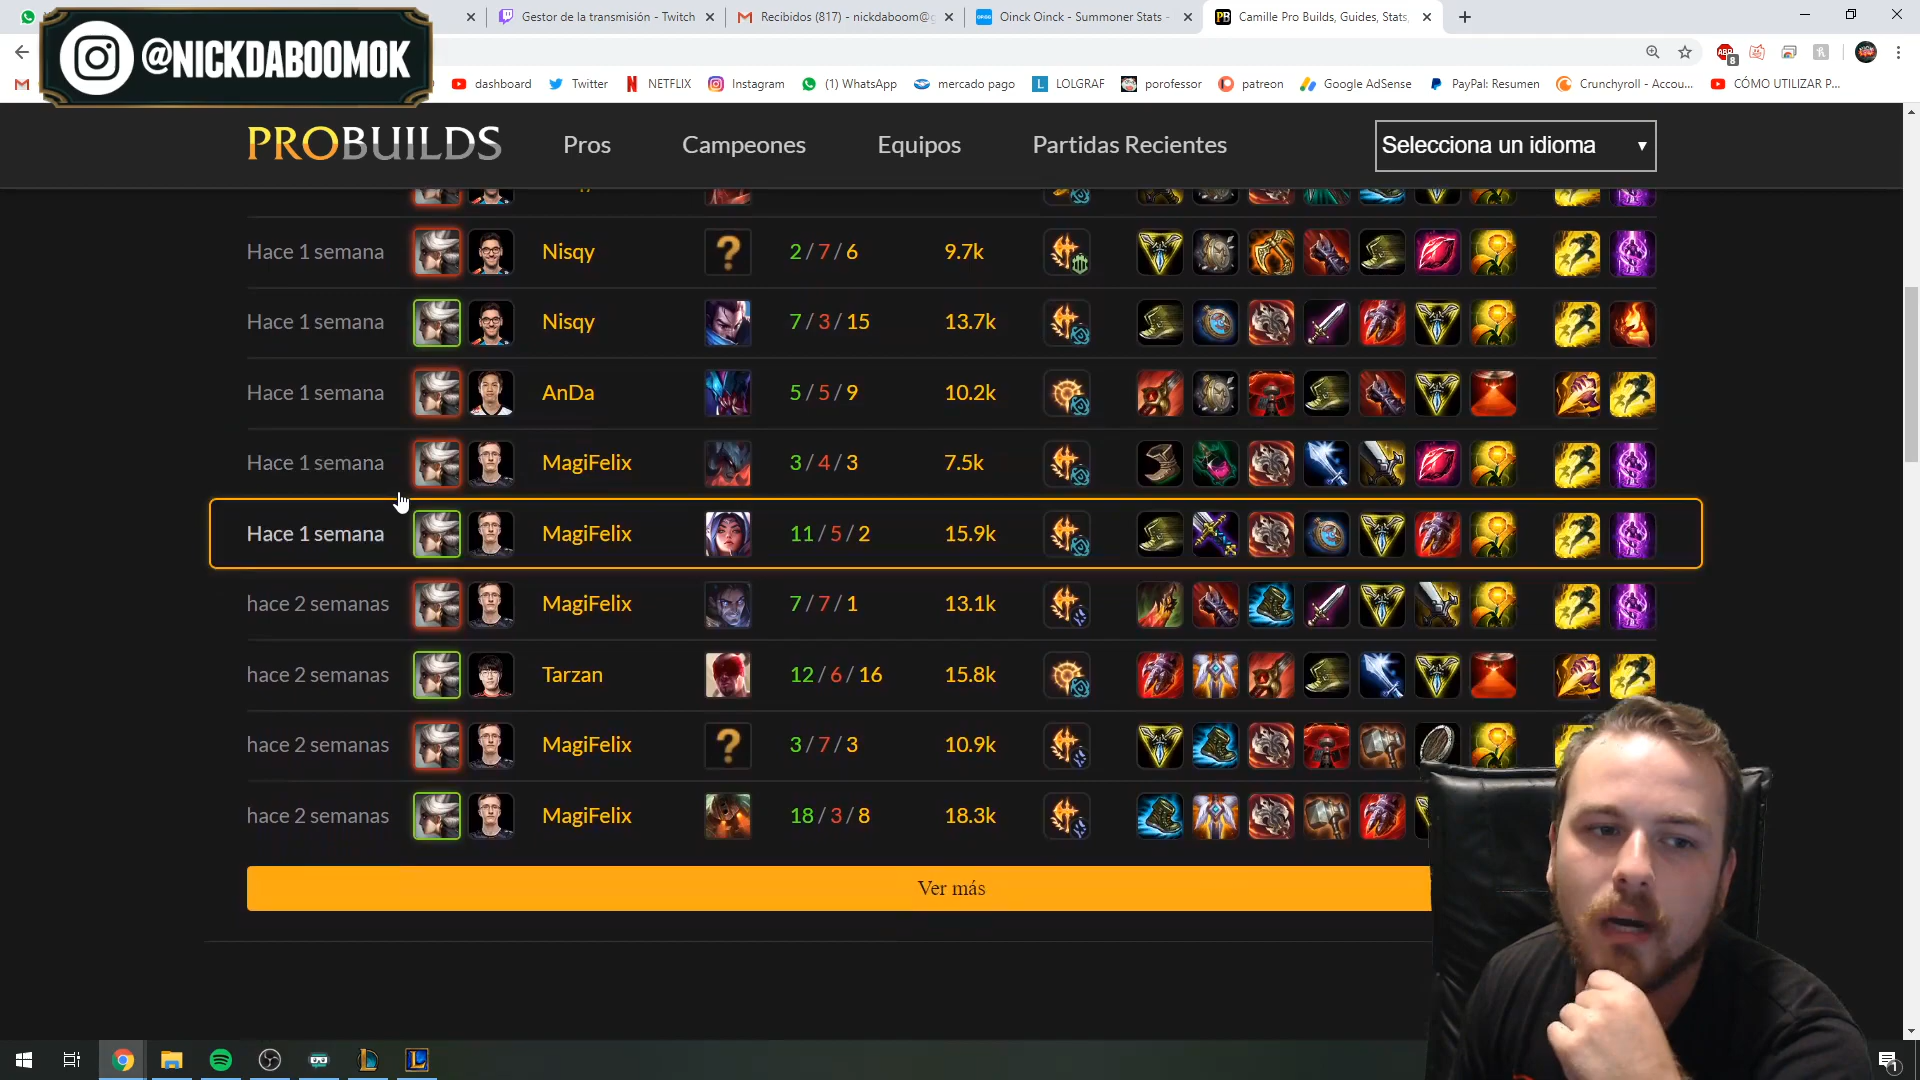 @NICKDABOOMOK
Gestor de la transmisión - Twitch
Recibidos (817) - nickdaboom@g
Oinck Oinck - Summoner Stats -
PB Camille Pro Builds, Guides, Stats,
ABP 8
dashboard Twitter NETFLIX Instagram (1) WhatsApp mercado pago LOLGRAF porofessor patreon Google AdSense PayPal: Resumen Crunchyroll - Accou... CÓMO UTILIZAR P...
PROBUILDS Pros Campeones Equipos Partidas Recientes Selecciona un idioma
Hace 1 semana Nisqy ? 2 / 7 / 6 9.7k
Hace 1 semana Nisqy 7 / 3 / 15 13.7k
Hace 1 semana AnDa 5 / 5 / 9 10.2k
Hace 1 semana MagiFelix 3 / 4 / 3 7.5k
Hace 1 semana MagiFelix 11 / 5 / 2 15.9k
hace 2 semanas MagiFelix 7 / 7 / 1 13.1k
hace 2 semanas Tarzan 12 / 6 / 16 15.8k
hace 2 semanas MagiFelix ? 3 / 7 / 3 10.9k
hace 2 semanas MagiFelix 18 / 3 / 8 18.3k
Ver más